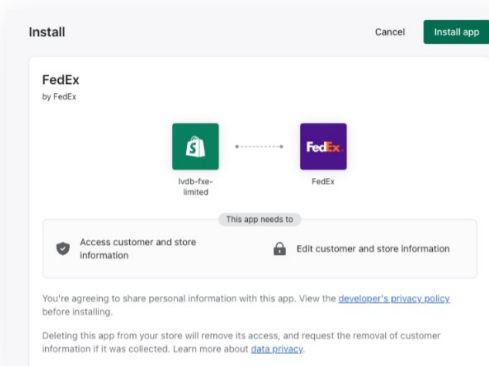 Install
Cancel
Install app
FedEx
by FedEx
FedEx.
lvdb-fxe-
limited
FedEx
This app needs to
Access customer and store
information
Edit customer and store information
You're agreeing to share personal information with this app. View the developer's privacy policy
before installing.
Deleting this app from your store will remove its access, and request the removal of customer
information if it was collected. Learn more about data privacy.